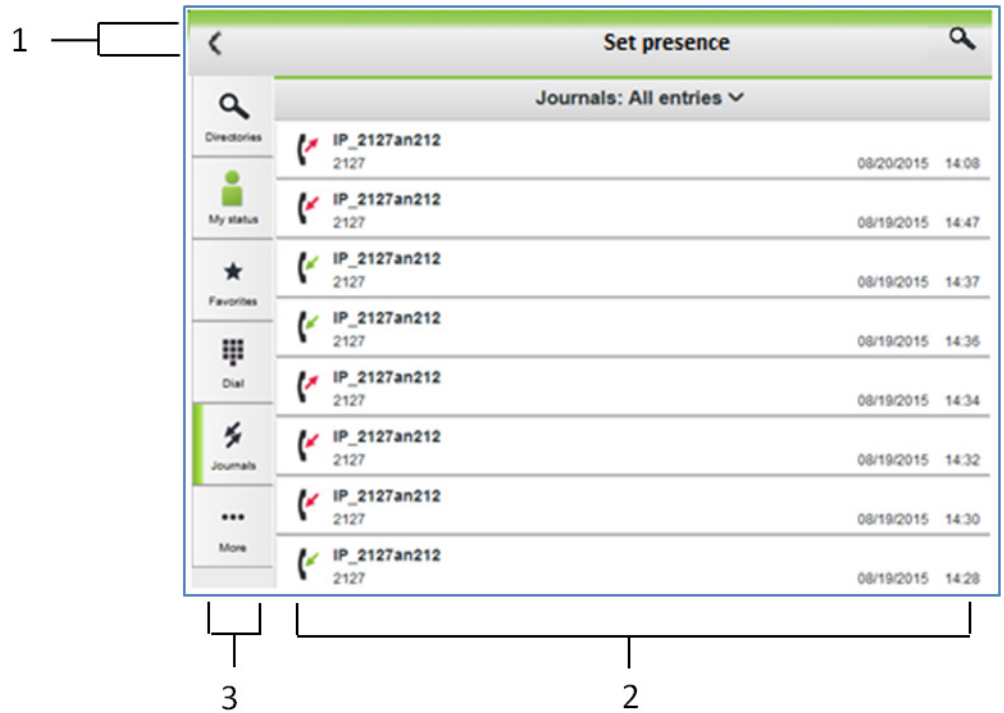 1
Set presence
Journals: All entries
Directories
My status
Favorites
Dial
Journals
More
IP_2127an212
2127 08/20/2015 14:08
IP_2127an212
2127 08/19/2015 14:47
IP_2127an212
2127 08/19/2015 14:37
IP_2127an212
2127 08/19/2015 14:36
IP_2127an212
2127 08/19/2015 14:34
IP_2127an212
2127 08/19/2015 14:32
IP_2127an212
2127 08/19/2015 14:30
IP_2127an212
2127 08/19/2015 14:28
3
2